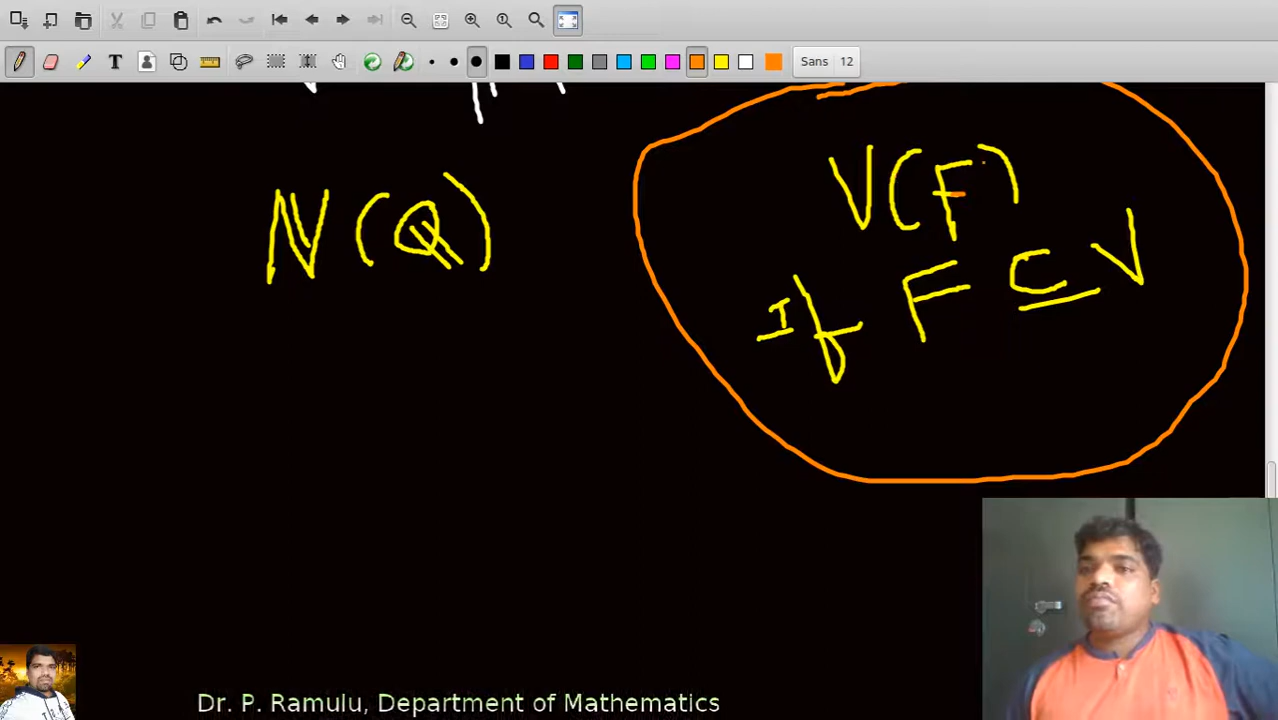 Sans 12
V(F)
N(Q)
If F ⊆ V
Dr. P. Ramulu, Department of Mathematics